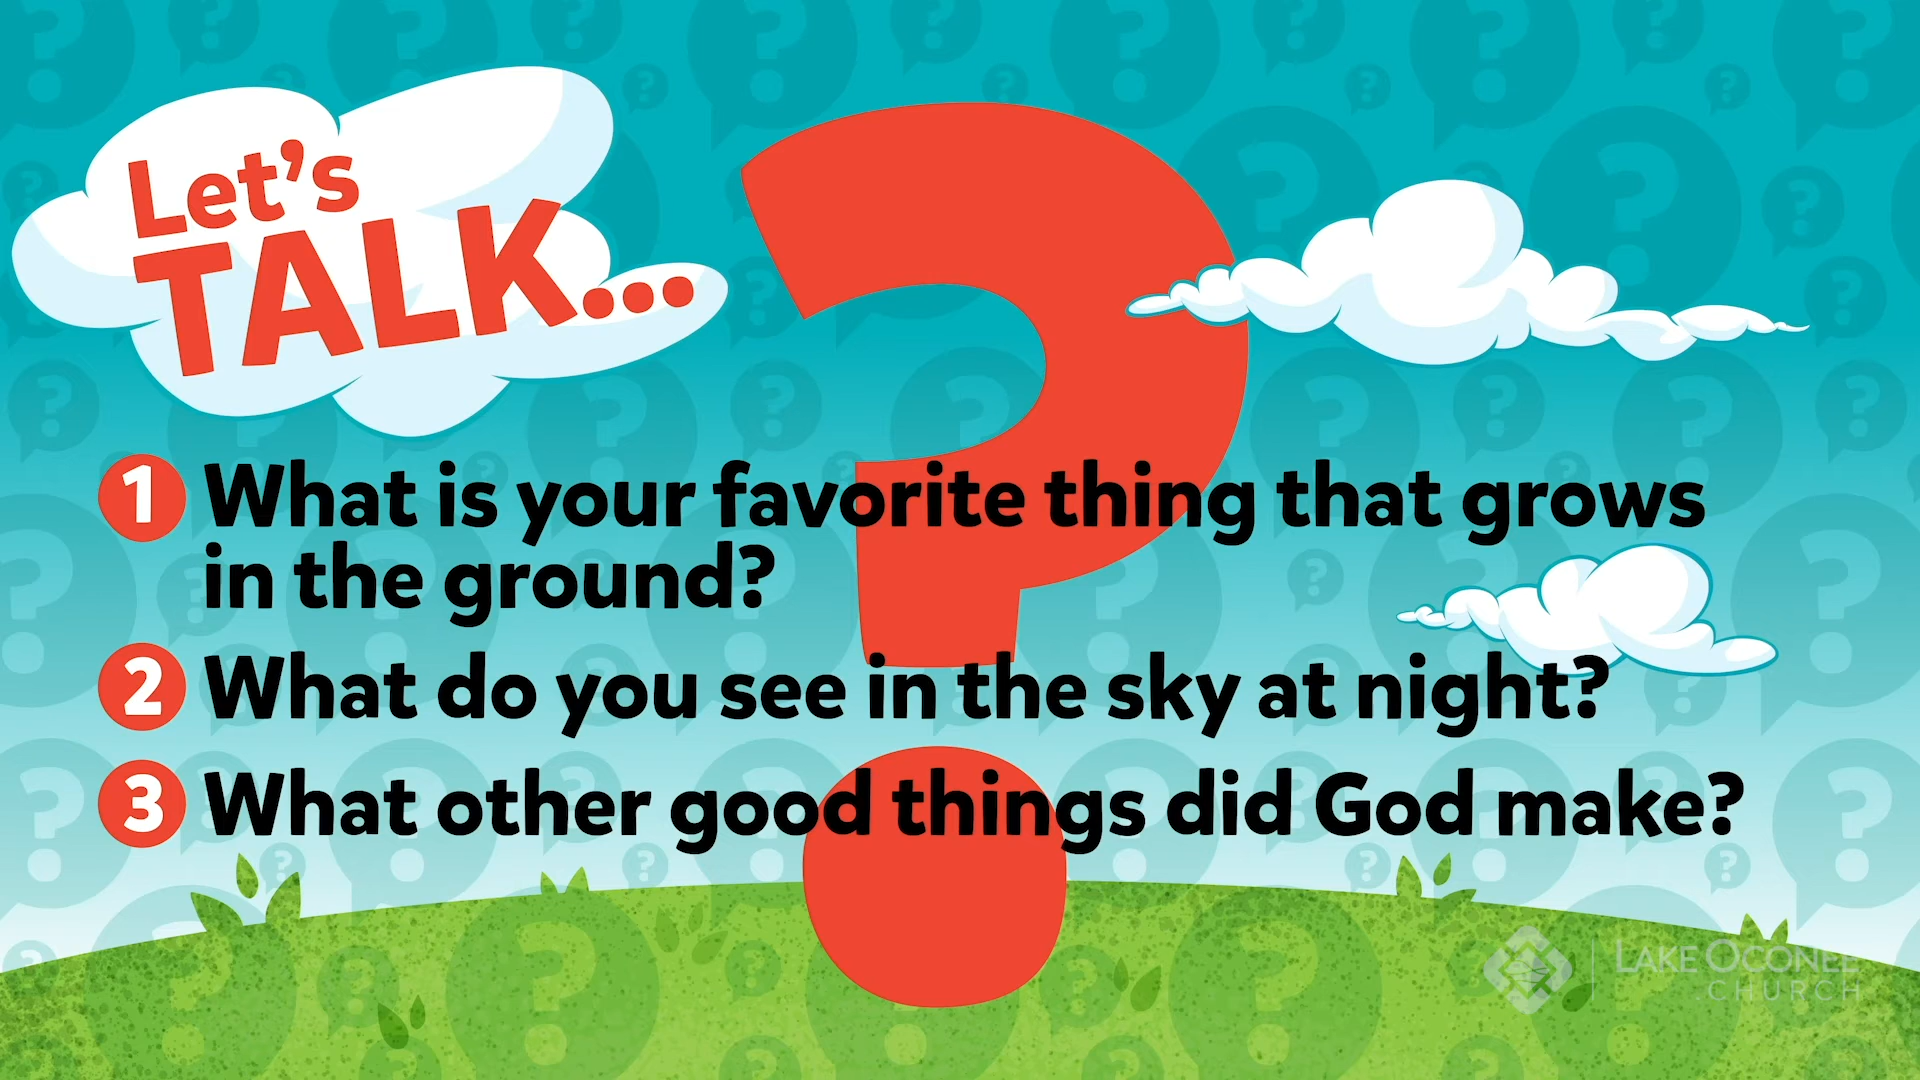 Let's
TALK...
1 What is your favorite thing that grows
in the ground?
2 What do you see in the sky at night?
3 What other good things did God make?
LAKE OCONEE
.CHURCH